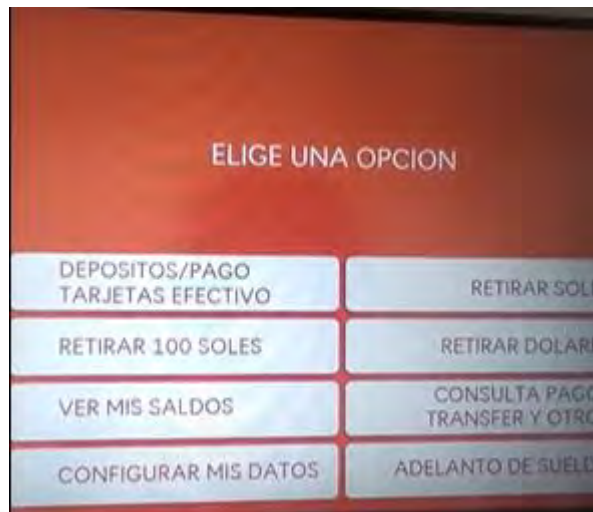 ELIGE UNA OPCION
DEPOSITOS/PAGO
TARJETAS EFECTIVO
RETIRAR SOL
RETIRAR 100 SOLES
RETIRAR DOLAR
VER MIS SALDOS
CONSULTA PAGO
TRANSFER Y OTRO
CONFIGURAR MIS DATOS
ADELANTO DE SUELD